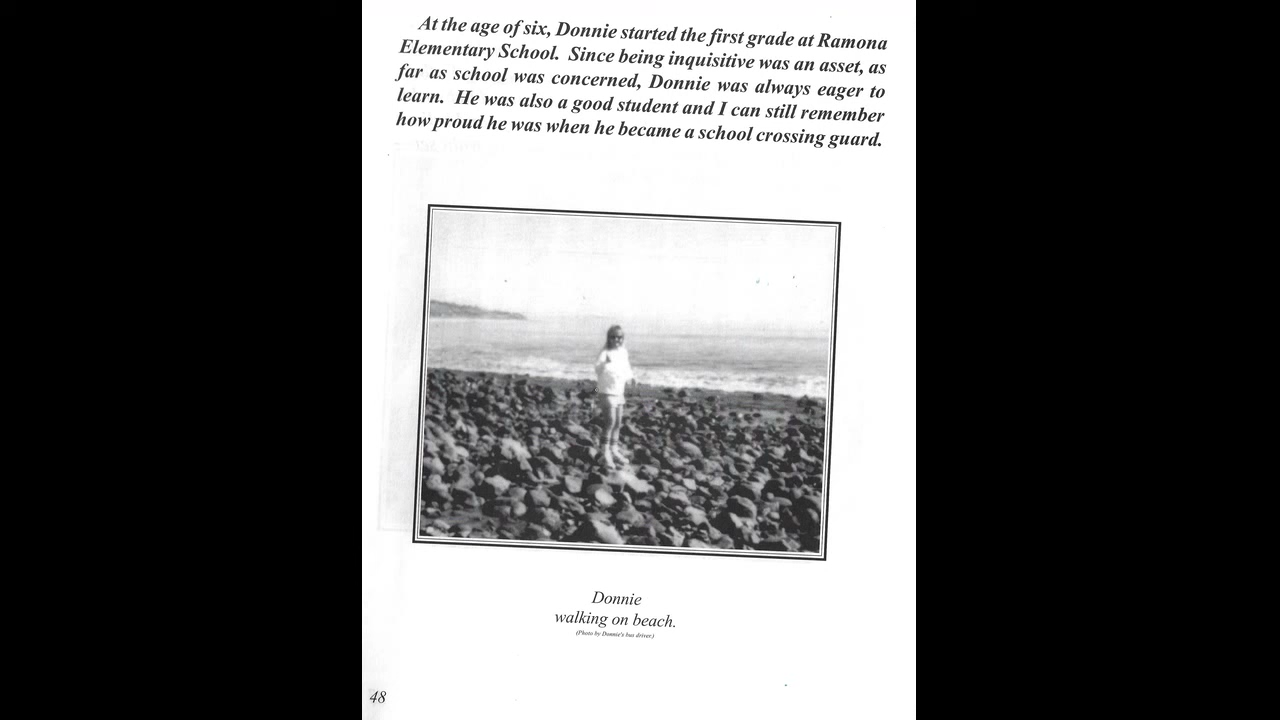 At the age of six, Donnie started the first grade at Ramona
Elementary School. Since being inquisitive was an asset, as
far as school was concerned, Donnie was always eager to
learn. He was also a good student and I can still remember
how proud he was when he became a school crossing guard.
Donnie
walking on beach.
(Photo by Donnie's bus driver)
48